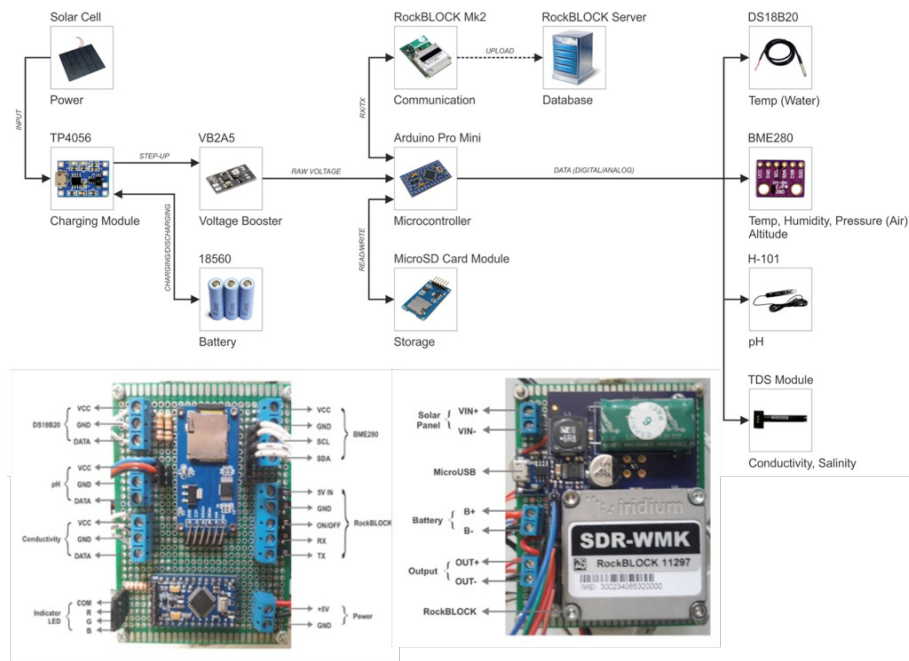 Solar Cell
Power
INPUT
TP4056
Charging Module
STEP-UP
CHARGING/DISCHARGING
VB2A5
Voltage Booster
RAW VOLTAGE
18560
Battery
RockBLOCK Mk2
Communication
UPLOAD
RockBLOCK Server
Database
RX/TX
Arduino Pro Mini
Microcontroller
DATA (DIGITAL/ANALOG)
READ/WRITE
MicroSD Card Module
Storage
DS18B20
Temp (Water)
BME280
Temp, Humidity, Pressure (Air)
Altitude
H-101
pH
TDS Module
Conductivity, Salinity
DS18B20
VCC
GND
DATA
pH
VCC
GND
DATA
Conductivity
VCC
GND
DATA
Indicator
LED
COM
R
G
B
VCC
GND
SCL
SDA
BME280
5V IN
GND
ON/OFF
RX
TX
RockBLOCK
+5V
GND
Power
Solar
Panel
VIN+
VIN-
MicroUSB
Battery
B+
B-
Output
OUT+
OUT-
RockBLOCK
6R8
iridium
SDR-WMK
RockBLOCK 11297
IMEI: 300234065320000